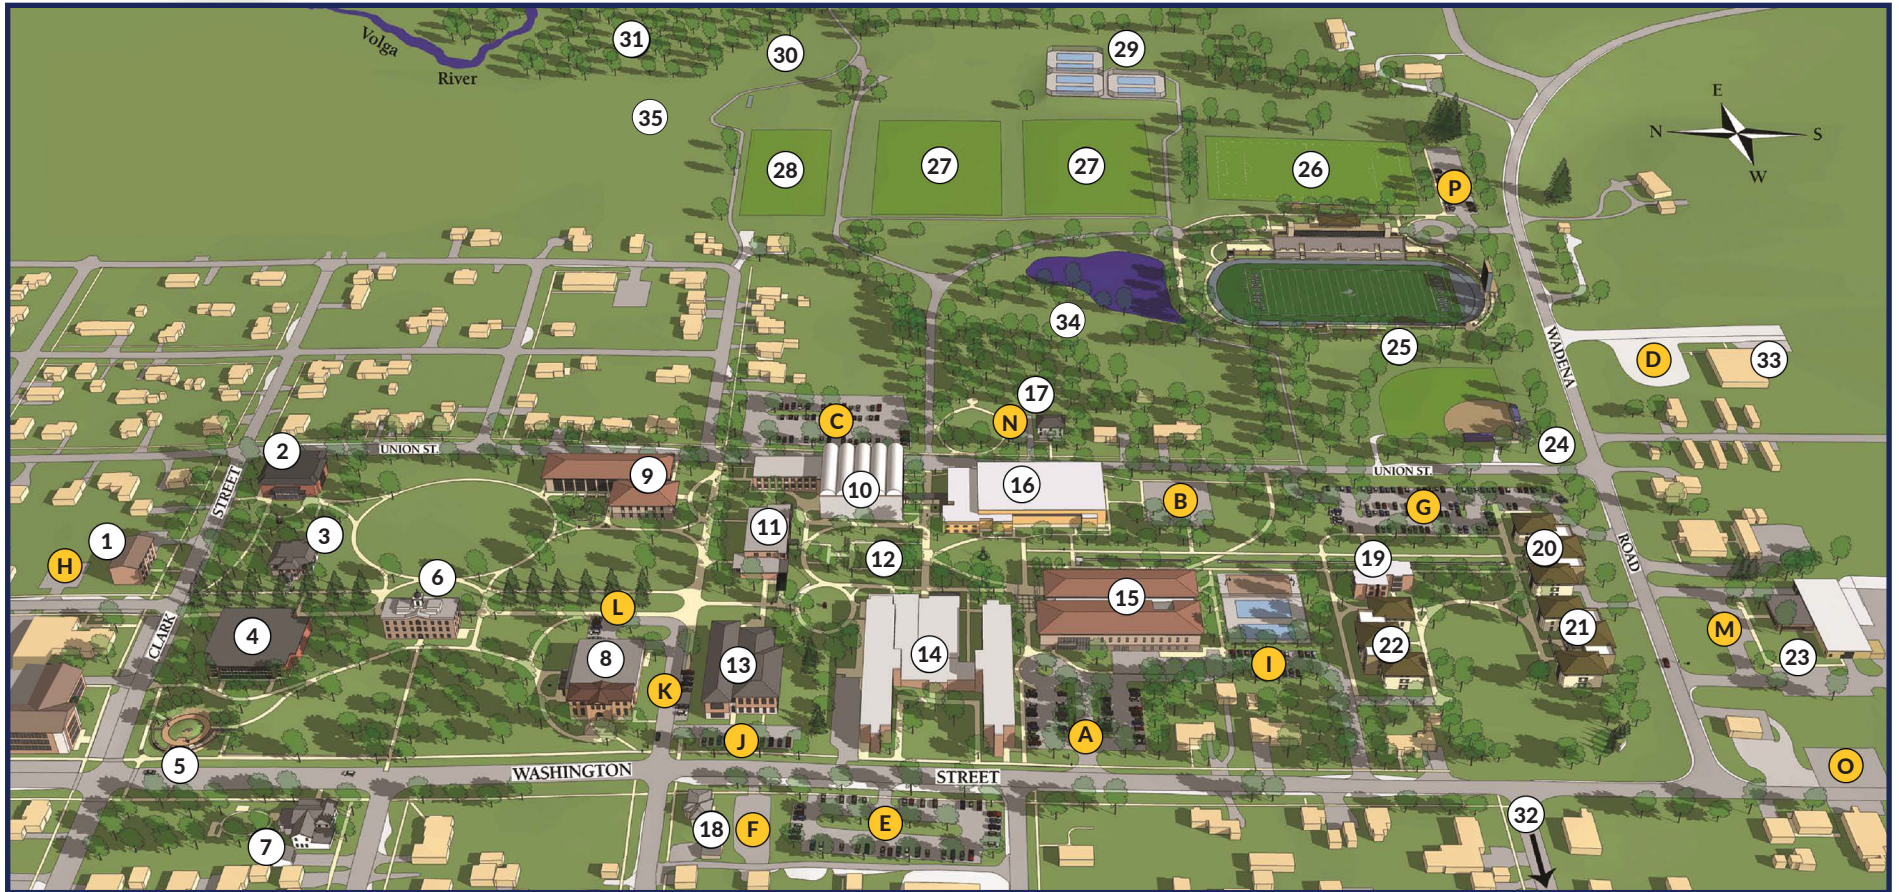 31
30
29
Volga
River
E
N
S
W
35
28
27
27
26
P
34
25
WADENA
D
33
17
C
N
24
2
UNION ST.
9
UNION ST.
STREET
10
16
B
G
11
H
1
3
6
12
19
20
ROAD
L
15
CLARK
4
8
13
14
I
22
21
M
23
K
J
A
5
WASHINGTON
STREET
O
7
18
F
E
32